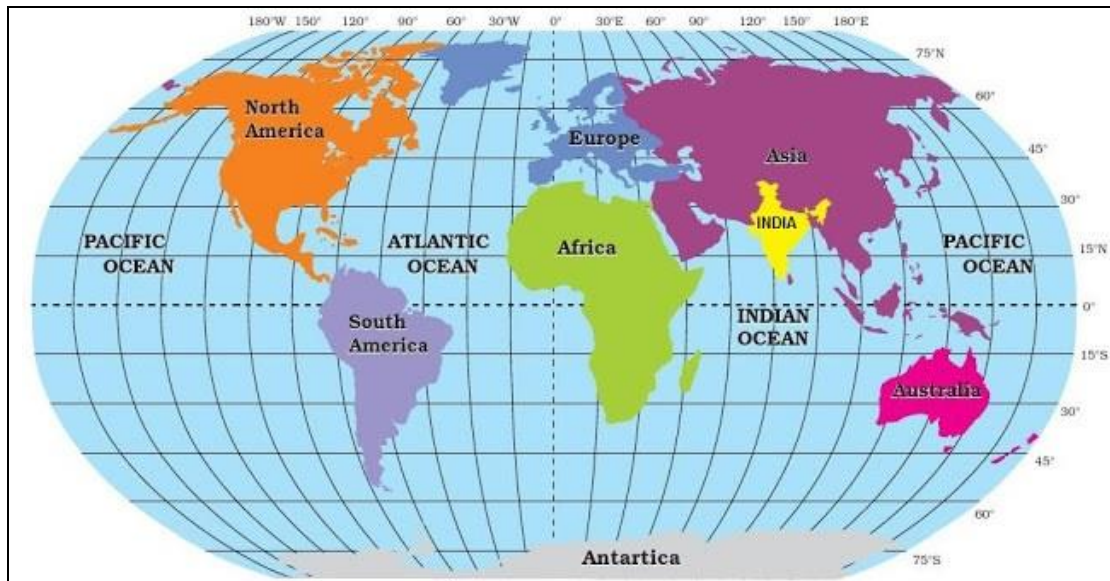 180°W 150° 120° 90° 60° 30°W 0° 30°E 60° 90° 120° 150° 180°E
75°N
60°
45°
30°
15°N
0°
15°S
30°
45°
60°
75°S
North
America
Europe
Asia
INDIA
PACIFIC
OCEAN
ATLANTIC
OCEAN
Africa
PACIFIC
OCEAN
South
America
INDIAN
OCEAN
Australia
Antartica